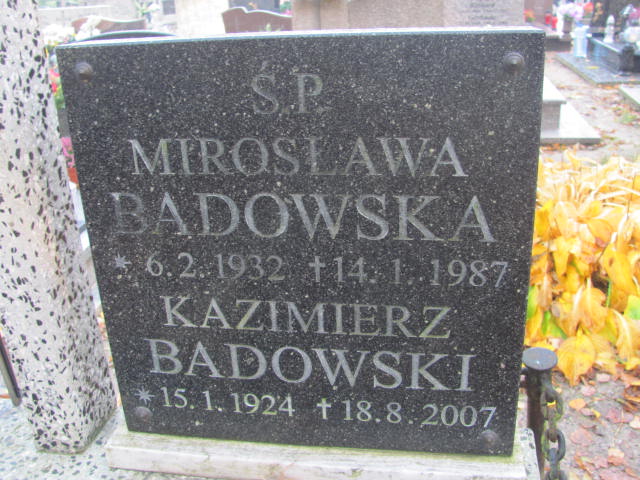 Ś.P.
MIROSŁAWA
BADOWSKA
* 6.2.1932 †14.1.1987
KAZIMIERZ
BADOWSKI
* 15.1.1924 †18.8.2007